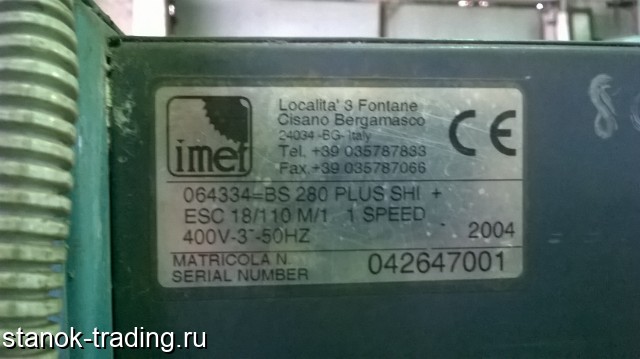 imet
Localita' 3 Fontane
Cisano Bergamasco
24034 -BG- Italy
Tel. +39 035787833
Fax +39 035787066
CE
064334=BS 280 PLUS SHI +
ESC 18/110 M/1 1 SPEED
400V-3~-50HZ - 2004
MATRICOLA N.
SERIAL NUMBER 042647001
8
stanok-trading.ru